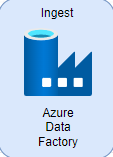 Ingest
Azure
Data
Factory